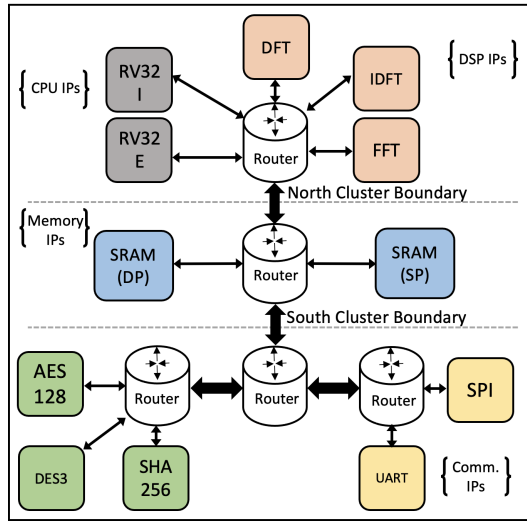 DFT
{ DSP IPs }
RV32
I
{ CPU IPs }
IDFT
RV32
E
Router
FFT
North Cluster Boundary
{ Memory
IPs }
SRAM
(DP)
Router
SRAM
(SP)
South Cluster Boundary
AES
128
Router
Router
Router
SPI
DES3
SHA
256
UART
{ Comm.
IPs }